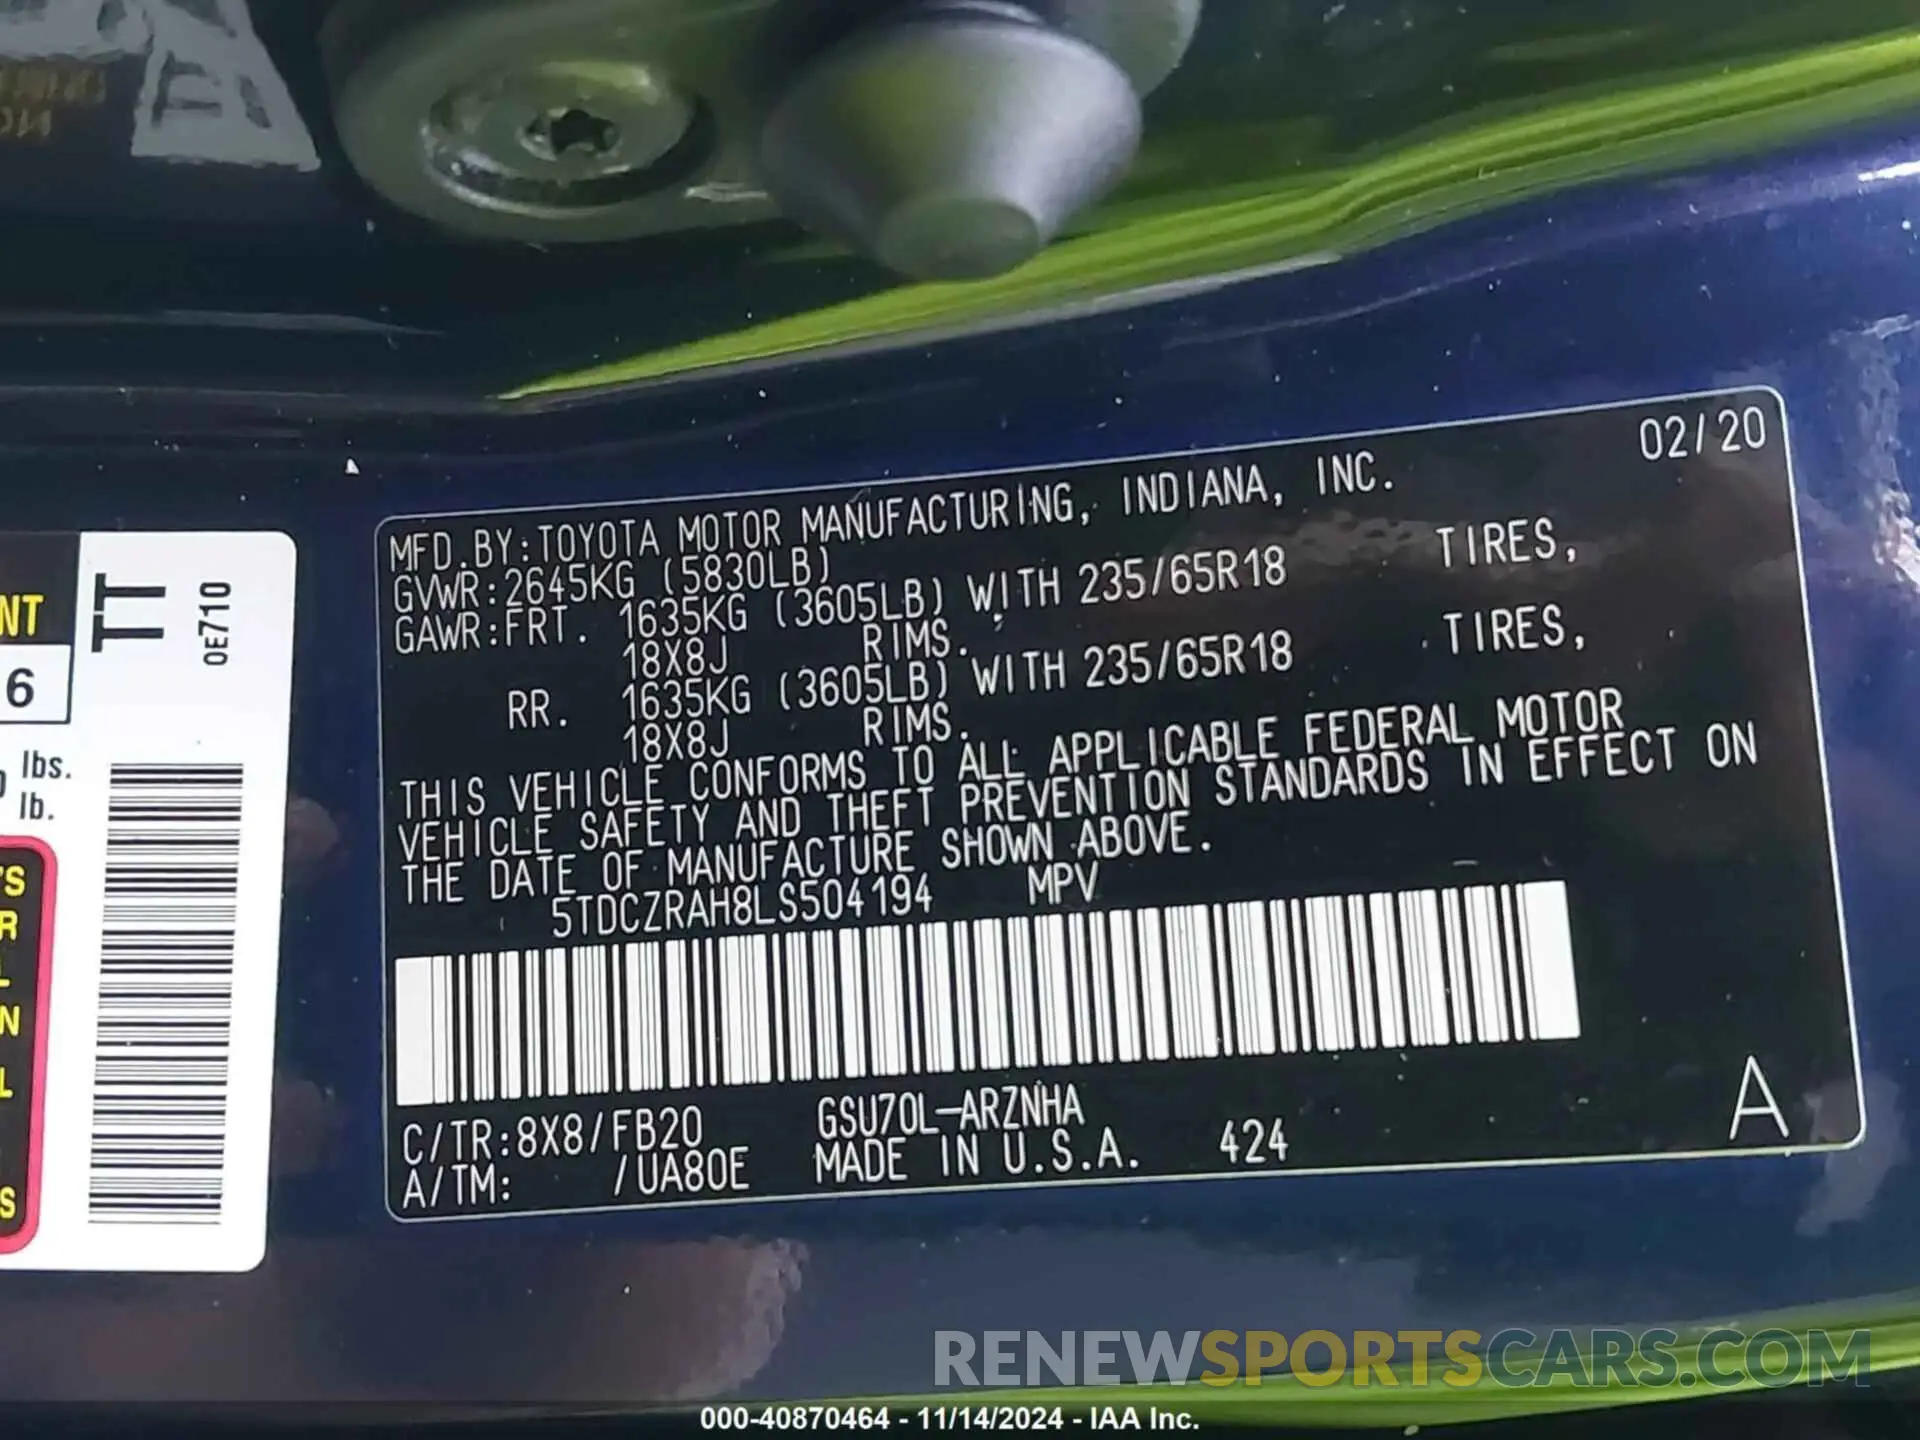 02/20
MFD.BY:TOYOTA MOTOR MANUFACTURING, INDIANA, INC.
GVWR:2645KG (5830LB)
GAWR:FRT. 1635KG (3605LB) WITH 235/65R18 TIRES,
18X8J RIMS.
RR. 1635KG (3605LB) WITH 235/65R18 TIRES,
18X8J RIMS.
THIS VEHICLE CONFORMS TO ALL APPLICABLE FEDERAL MOTOR
VEHICLE SAFETY AND THEFT PREVENTION STANDARDS IN EFFECT ON
THE DATE OF MANUFACTURE SHOWN ABOVE.
5TDCZRAH8LS504194 MPV
C/TR:8X8/FB20 GSU70L-ARZNHA
A/TM: /UA80E MADE IN U.S.A. 424
A
TT
0E710
NT
6
lbs.
lb.
RENEWSPORTSCARS.COM
000-40870464 - 11/14/2024 - IAA Inc.